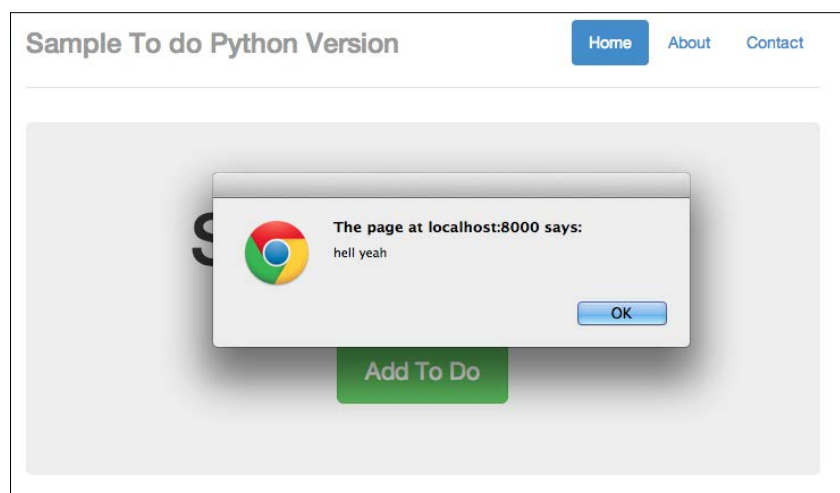 Sample To do Python Version
Home
About
Contact
S
The page at localhost:8000 says:
hell yeah
OK
Add To Do